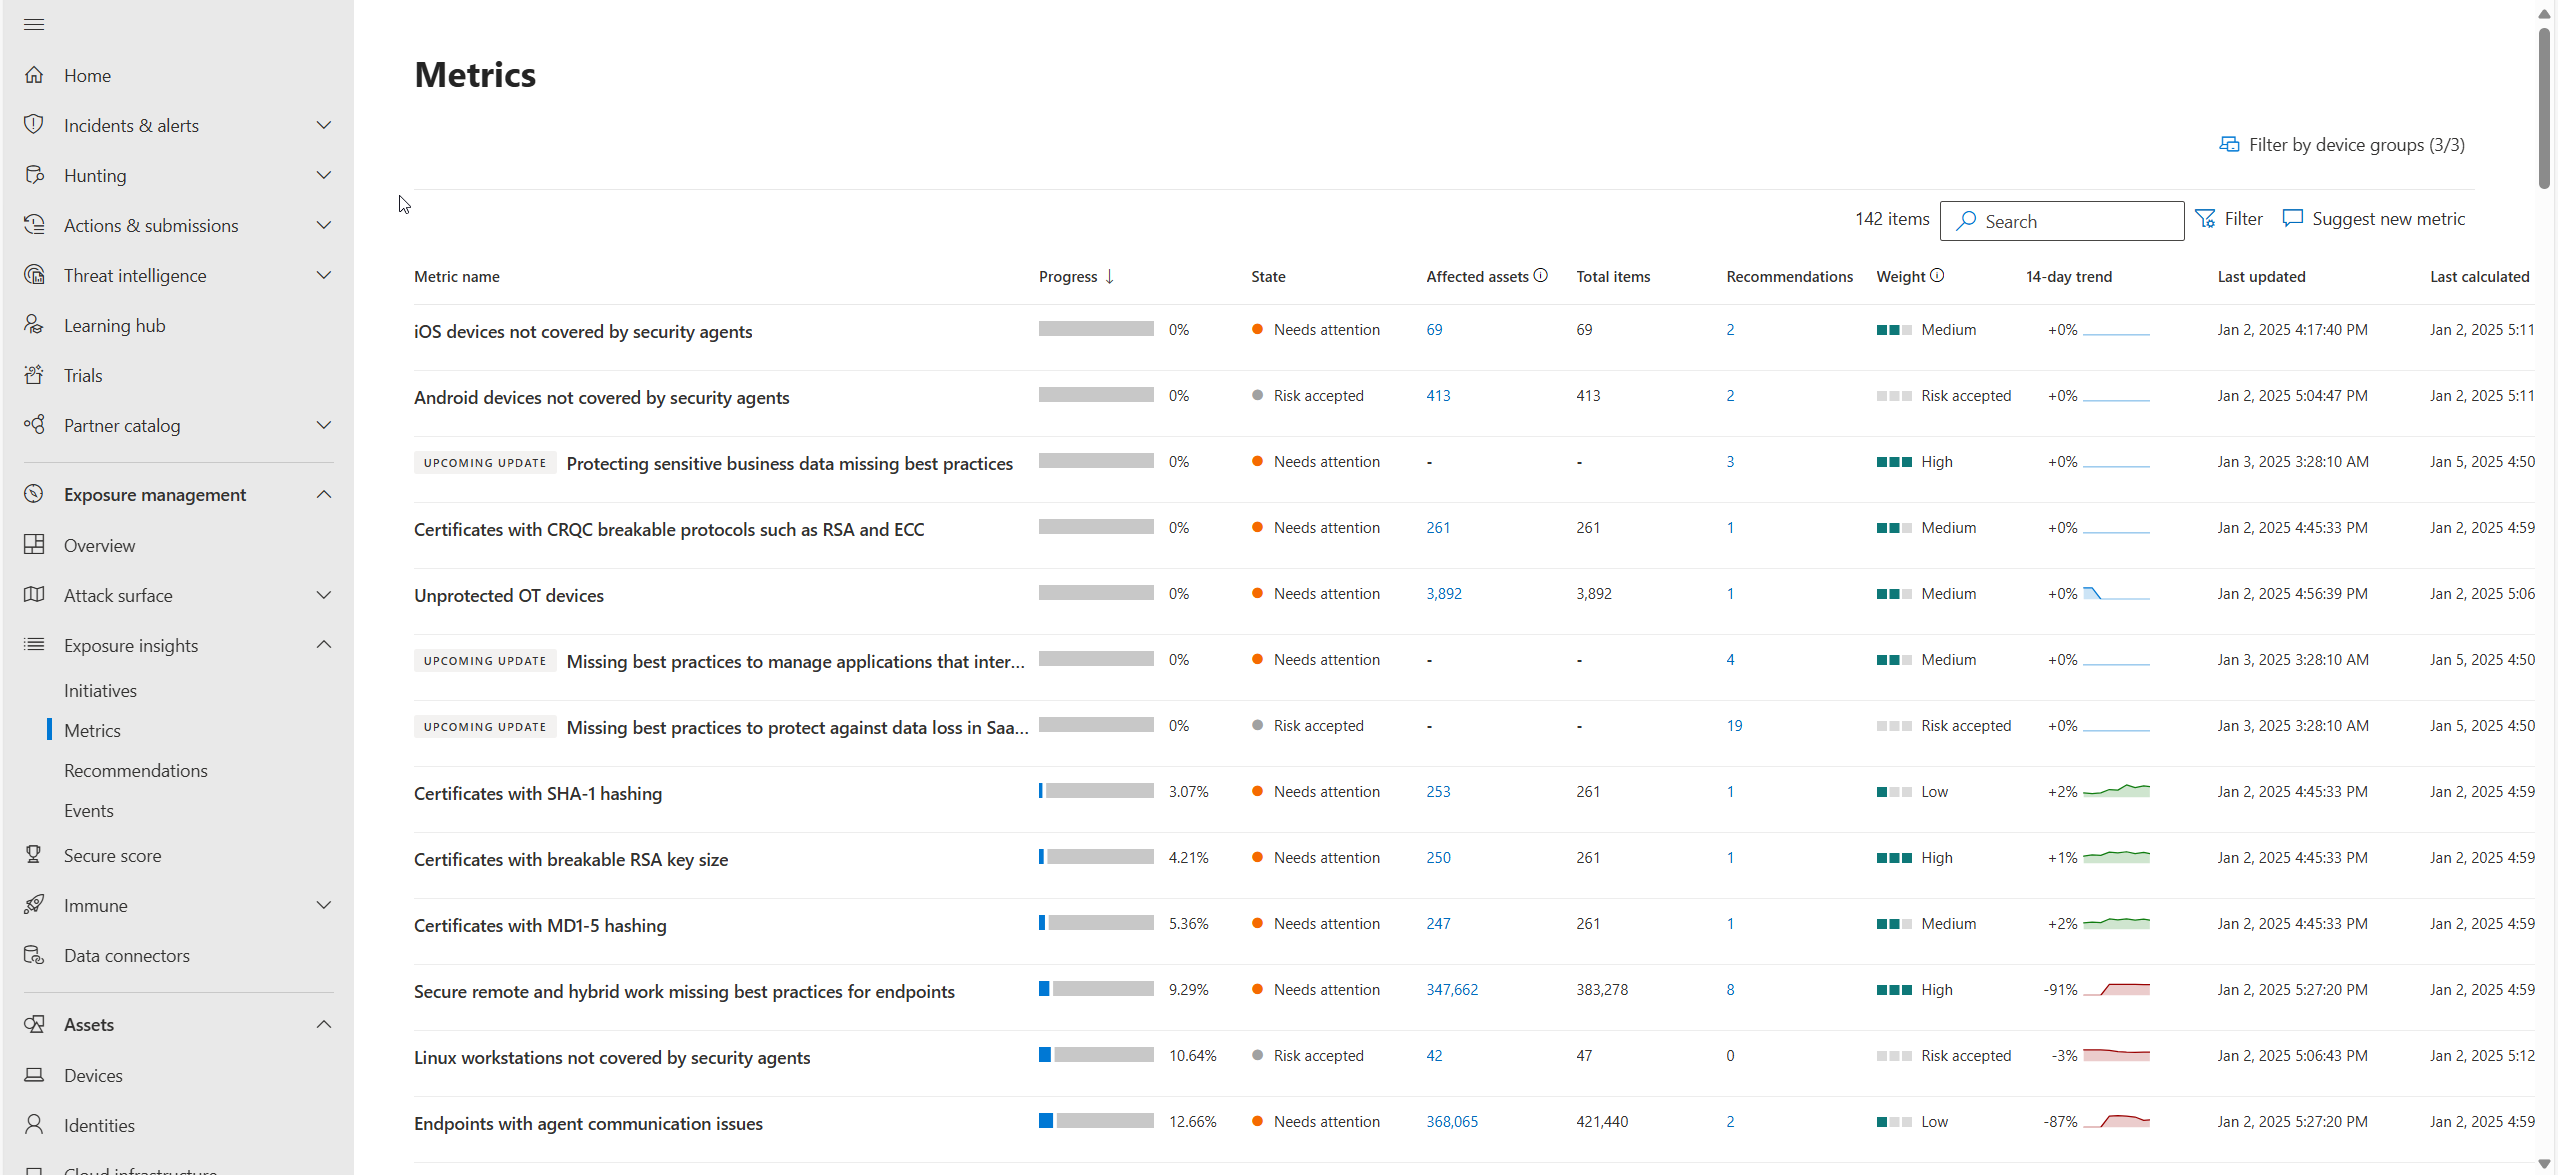 Home
Incidents & alerts
Hunting
Actions & submissions
Threat intelligence
Learning hub
Trials
Partner catalog
Exposure management
Overview
Attack surface
Exposure insights
Initiatives
Metrics
Recommendations
Events
Secure score
Immune
Data connectors
Assets
Devices
Identities
Cloud infrastructure
Metrics
Filter by device groups (3/3)
142 items Search Filter Suggest new metric
Metric name Progress State Affected assets Total items Recommendations Weight 14-day trend Last updated Last calculated
iOS devices not covered by security agents 0% Needs attention 69 69 2 Medium +0% Jan 2, 2025 4:17:40 PM Jan 2, 2025 5:11
Android devices not covered by security agents 0% Risk accepted 413 413 2 Risk accepted +0% Jan 2, 2025 5:04:47 PM Jan 2, 2025 5:11
UPCOMING UPDATE Protecting sensitive business data missing best practices 0% Needs attention - - 3 High +0% Jan 3, 2025 3:28:10 AM Jan 5, 2025 4:50
Certificates with CRQC breakable protocols such as RSA and ECC 0% Needs attention 261 261 1 Medium +0% Jan 2, 2025 4:45:33 PM Jan 2, 2025 4:59
Unprotected OT devices 0% Needs attention 3,892 3,892 1 Medium +0% Jan 2, 2025 4:56:39 PM Jan 2, 2025 5:06
UPCOMING UPDATE Missing best practices to manage applications that inter... 0% Needs attention - - 4 Medium +0% Jan 3, 2025 3:28:10 AM Jan 5, 2025 4:50
UPCOMING UPDATE Missing best practices to protect against data loss in Saa... 0% Risk accepted - - 19 Risk accepted +0% Jan 3, 2025 3:28:10 AM Jan 5, 2025 4:50
Certificates with SHA-1 hashing 3.07% Needs attention 253 261 1 Low +2% Jan 2, 2025 4:45:33 PM Jan 2, 2025 4:59
Certificates with breakable RSA key size 4.21% Needs attention 250 261 1 High +1% Jan 2, 2025 4:45:33 PM Jan 2, 2025 4:59
Certificates with MD1-5 hashing 5.36% Needs attention 247 261 1 Medium +2% Jan 2, 2025 4:45:33 PM Jan 2, 2025 4:59
Secure remote and hybrid work missing best practices for endpoints 9.29% Needs attention 347,662 383,278 8 High -91% Jan 2, 2025 5:27:20 PM Jan 2, 2025 4:59
Linux workstations not covered by security agents 10.64% Risk accepted 42 47 0 Risk accepted -3% Jan 2, 2025 5:06:43 PM Jan 2, 2025 5:12
Endpoints with agent communication issues 12.66% Needs attention 368,065 421,440 2 Low -87% Jan 2, 2025 5:27:20 PM Jan 2, 2025 4:59